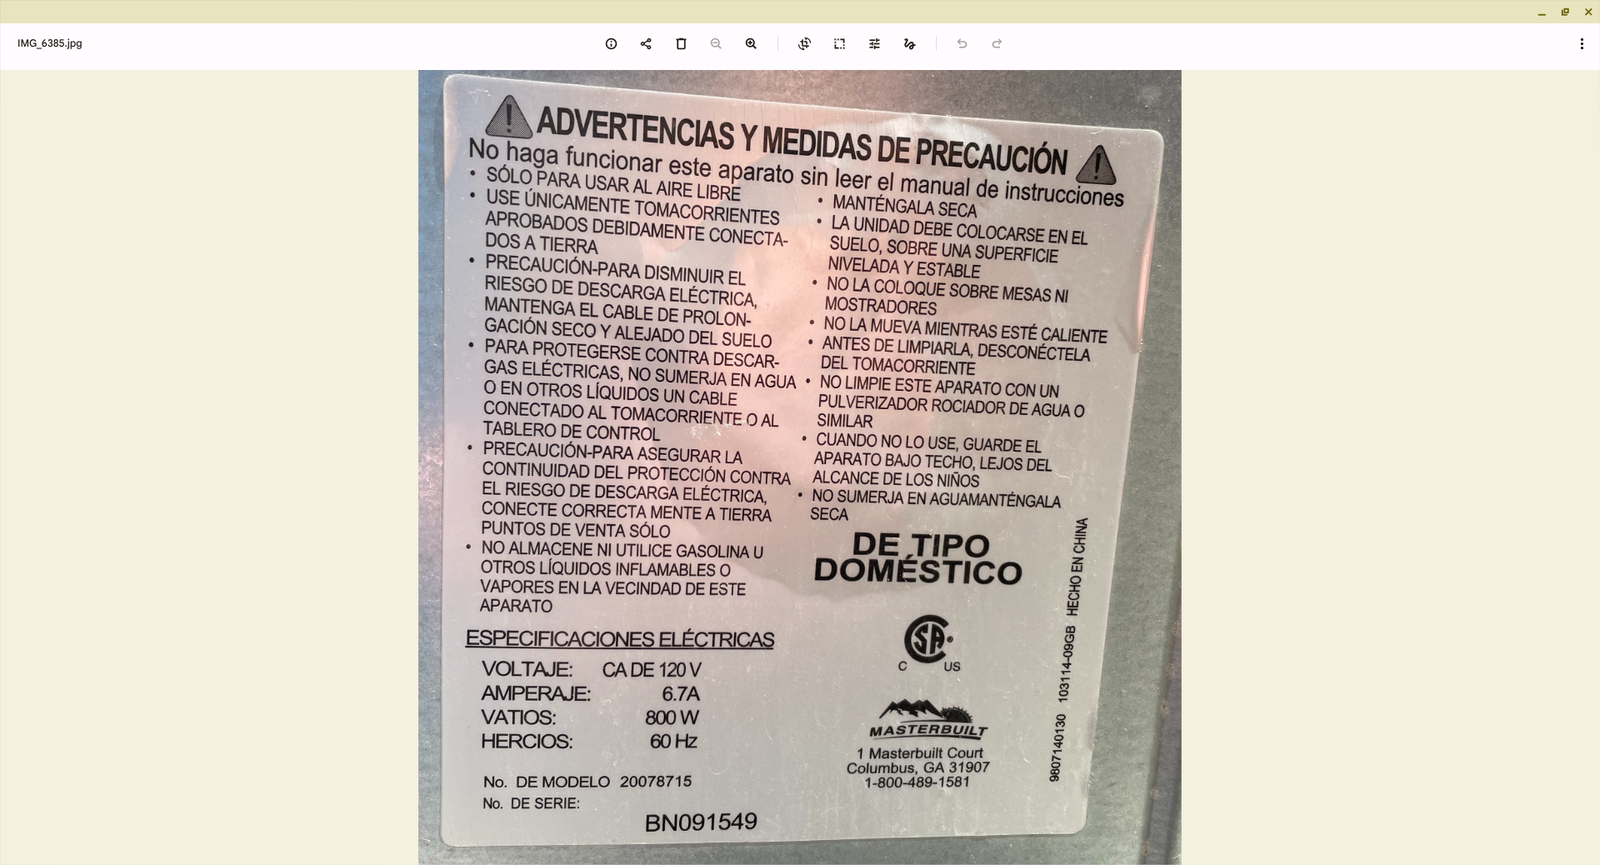 IMG_6385.jpg
ADVERTENCIAS Y MEDIDAS DE PRECAUCIÓN
No haga funcionar este aparato sin leer el manual de instrucciones
• SÓLO PARA USAR AL AIRE LIBRE
• USE ÚNICAMENTE TOMACORRIENTES
APROBADOS DEBIDAMENTE CONECTA-
DOS A TIERRA
• PRECAUCIÓN-PARA DISMINUIR EL
RIESGO DE DESCARGA ELÉCTRICA,
MANTENGA EL CABLE DE PROLON-
GACIÓN SECO Y ALEJADO DEL SUELO
• PARA PROTEGERSE CONTRA DESCAR-
GAS ELÉCTRICAS, NO SUMERJA EN AGUA
O EN OTROS LÍQUIDOS UN CABLE
CONECTADO AL TOMACORRIENTE O AL
TABLERO DE CONTROL
• PRECAUCIÓN-PARA ASEGURAR LA
CONTINUIDAD DEL PROTECCIÓN CONTRA
EL RIESGO DE DESCARGA ELÉCTRICA,
CONECTE CORRECTA MENTE A TIERRA
PUNTOS DE VENTA SÓLO
• NO ALMACENE NI UTILICE GASOLINA U
OTROS LÍQUIDOS INFLAMABLES O
VAPORES EN LA VECINDAD DE ESTE
APARATO
• MANTÉNGALA SECA
• LA UNIDAD DEBE COLOCARSE EN EL
SUELO, SOBRE UNA SUPERFICIE
NIVELADA Y ESTABLE
• NO LA COLOQUE SOBRE MESAS NI
MOSTRADORES
• NO LA MUEVA MIENTRAS ESTÉ CALIENTE
• ANTES DE LIMPIARLA, DESCONÉCTELA
DEL TOMACORRIENTE
• NO LIMPIE ESTE APARATO CON UN
PULVERIZADOR ROCIADOR DE AGUA O
SIMILAR
• CUANDO NO LO USE, GUARDE EL
APARATO BAJO TECHO, LEJOS DEL
ALCANCE DE LOS NIÑOS
• NO SUMERJA EN AGUAMANTÉNGALA
SECA
DE TIPO
DOMÉSTICO
ESPECIFICACIONES ELÉCTRICAS
VOLTAJE: CA DE 120 V
AMPERAJE: 6.7A
VATIOS: 800 W
HERCIOS: 60 Hz
No. DE MODELO 20078715
No. DE SERIE:
BN091549
SA
C US
MASTERBUILT
1 Masterbuilt Court
Columbus, GA 31907
1-800-489-1581
9807140130 103114-09GB HECHO EN CHINA